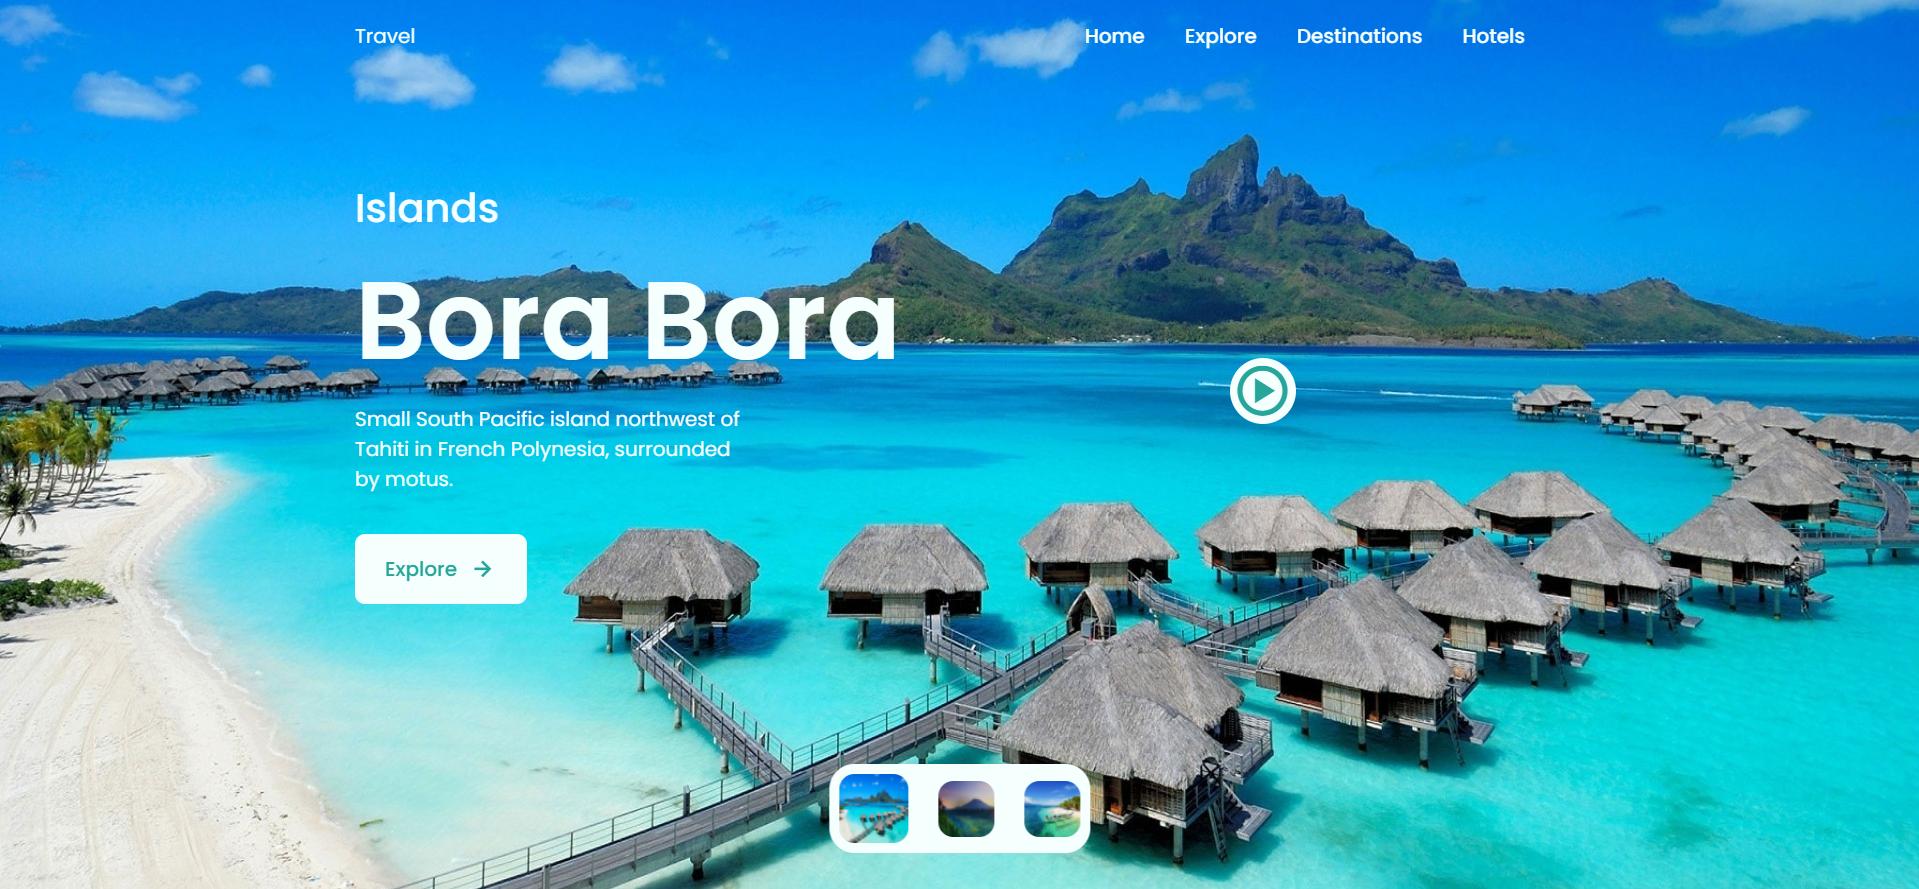 Travel
Home
Explore
Destinations
Hotels
Islands
Bora Bora
Small South Pacific island northwest of
Tahiti in French Polynesia, surrounded
by motus.
Explore